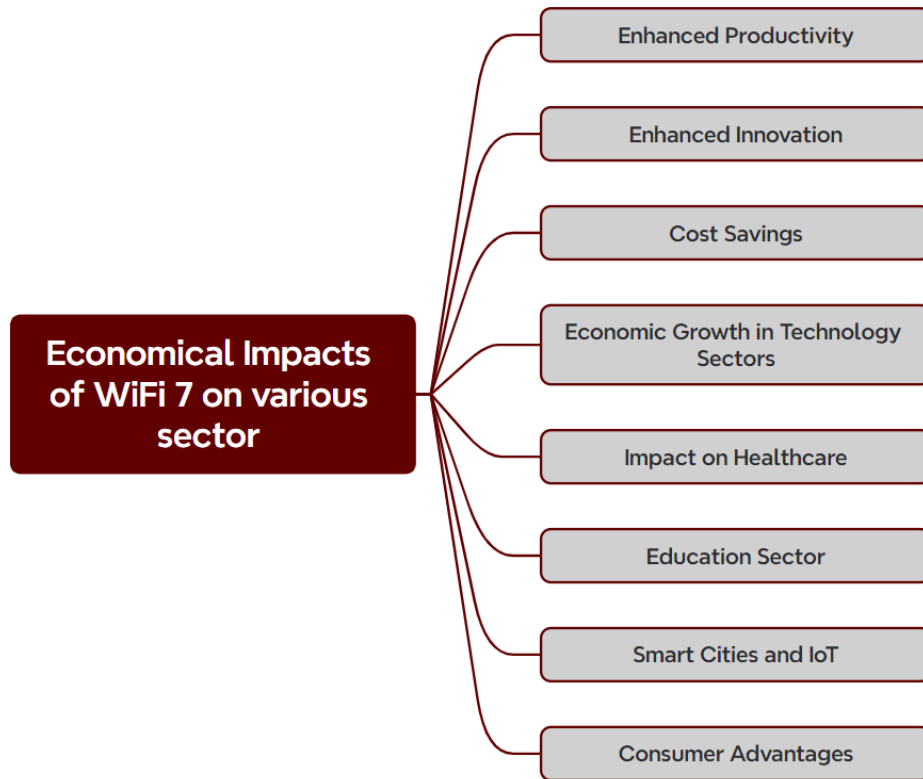 Enhanced Productivity
Enhanced Innovation
Cost Savings
Economical Impacts
of WiFi 7 on various
sector
Economic Growth in Technology
Sectors
Impact on Healthcare
Education Sector
Smart Cities and IoT
Consumer Advantages